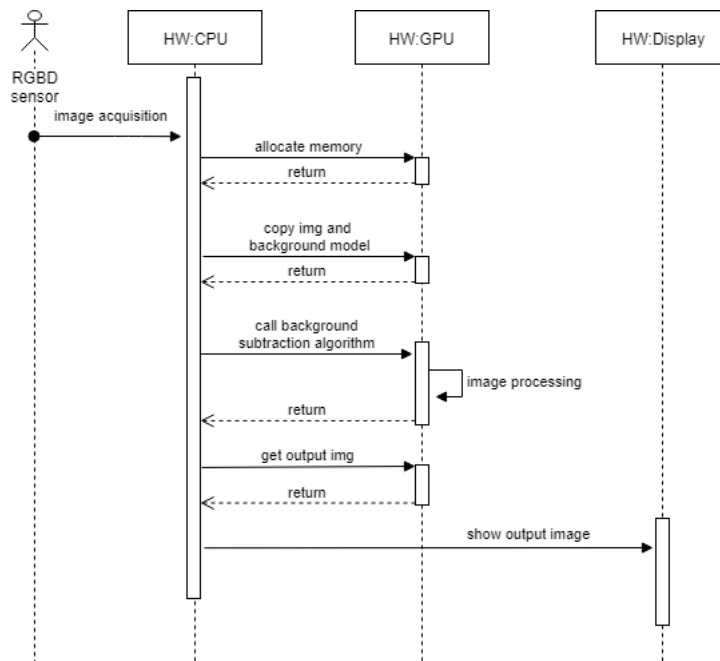 HW:CPU
HW:GPU
HW:Display
RGBD
sensor
image acquisition
allocate memory
return
copy img and
background model
return
call background
subtraction algorithm
image processing
return
get output img
return
show output image